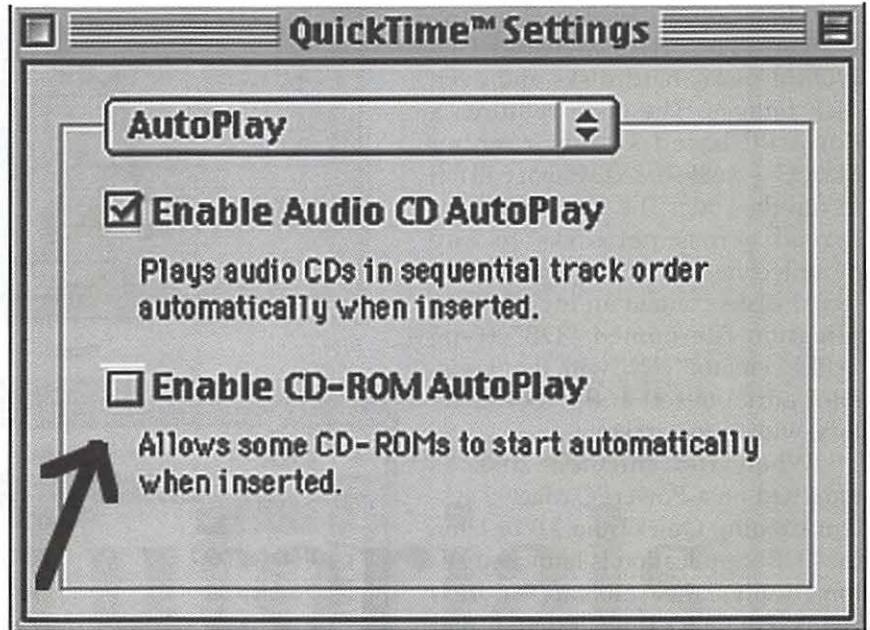 QuickTime™ Settings
AutoPlay
Enable Audio CD AutoPlay
Plays audio CDs in sequential track order
automatically when inserted.
Enable CD-ROM AutoPlay
Allows some CD-ROMs to start automatically
when inserted.